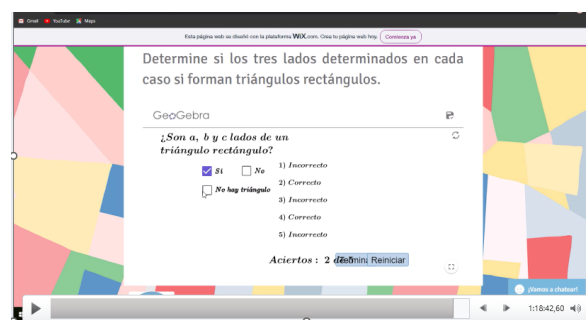 Gmail YouTube Maps
Esta página web se diseñó con la plataforma WiX.com. Crea tu página web hoy. Comienza ya
Determine si los tres lados determinados en cada
caso si forman triángulos rectángulos.
GeoGebra
¿Son a, b y c lados de un
triángulo rectángulo?
Sí No
No hay triángulo
1) Incorrecto
2) Correcto
3) Incorrecto
4) Correcto
5) Incorrecto
Aciertos : 2 de 5
Reiniciar
¡Vamos a chatear!
1:18:42,60